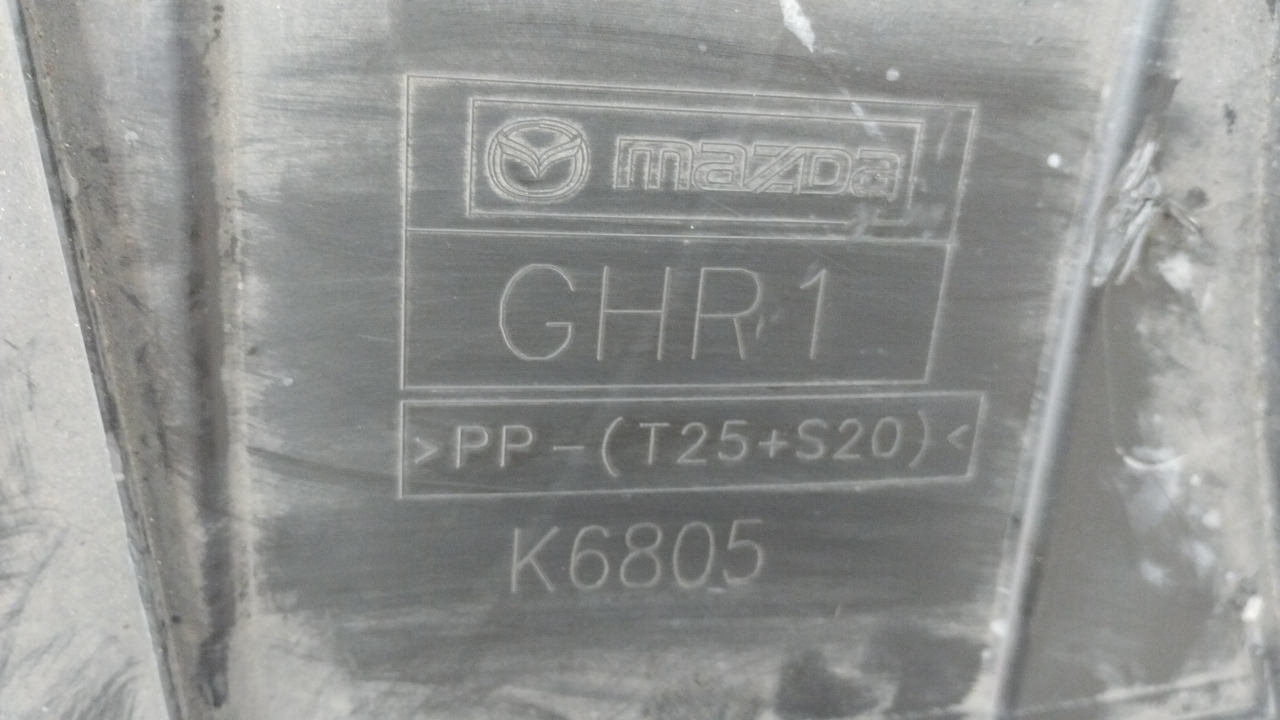 mazda
GHR1
>PP-(T25+S20)<
K6805